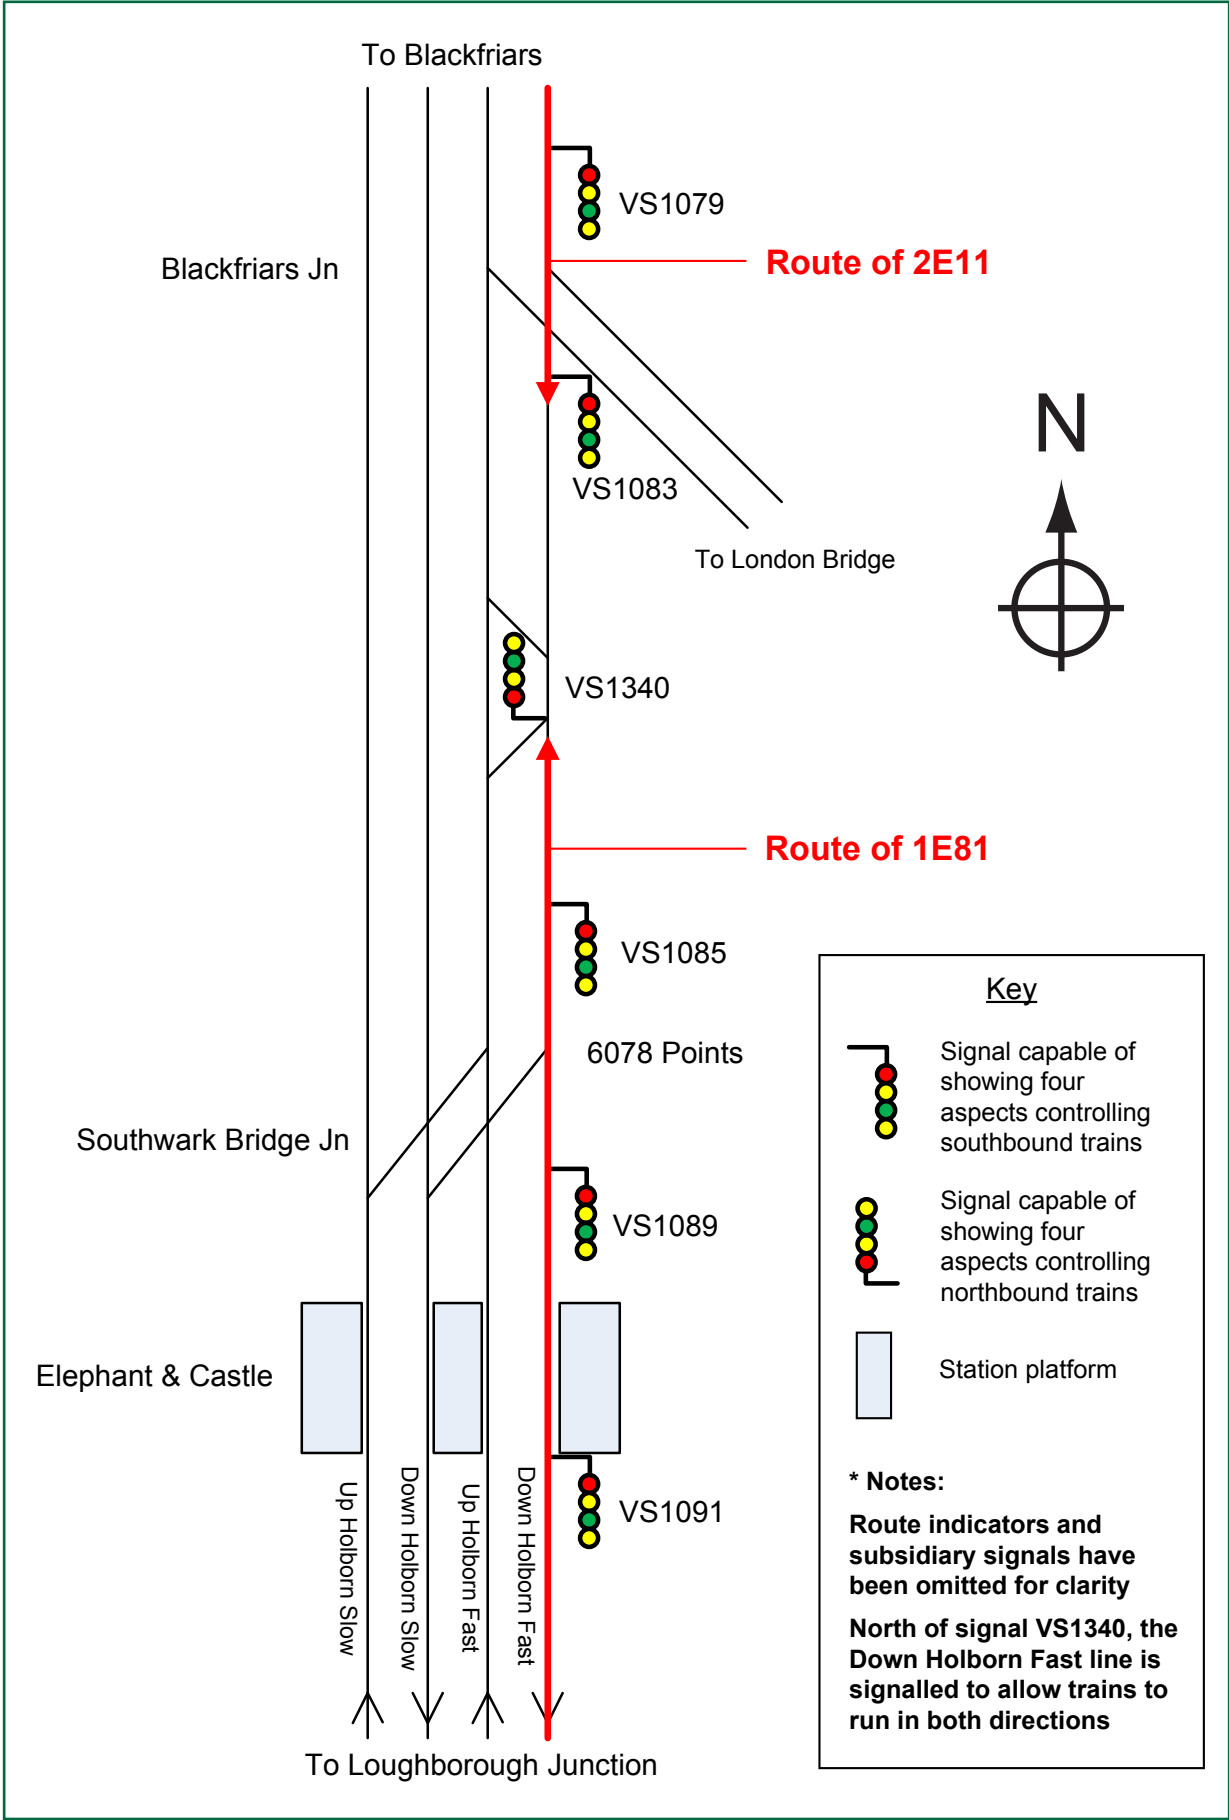 To Blackfriars
VS1079
Route of 2E11
Blackfriars Jn
N
VS1083
To London Bridge
VS1340
Route of 1E81
VS1085
6078 Points
Southwark Bridge Jn
VS1089
Elephant & Castle
VS1091
Up Holborn Slow
Down Holborn Slow
Up Holborn Fast
Down Holborn Fast
To Loughborough Junction
Key
Signal capable of
showing four
aspects controlling
southbound trains
Signal capable of
showing four
aspects controlling
northbound trains
Station platform
* Notes:
Route indicators and
subsidiary signals have
been omitted for clarity
North of signal VS1340, the
Down Holborn Fast line is
signalled to allow trains to
run in both directions